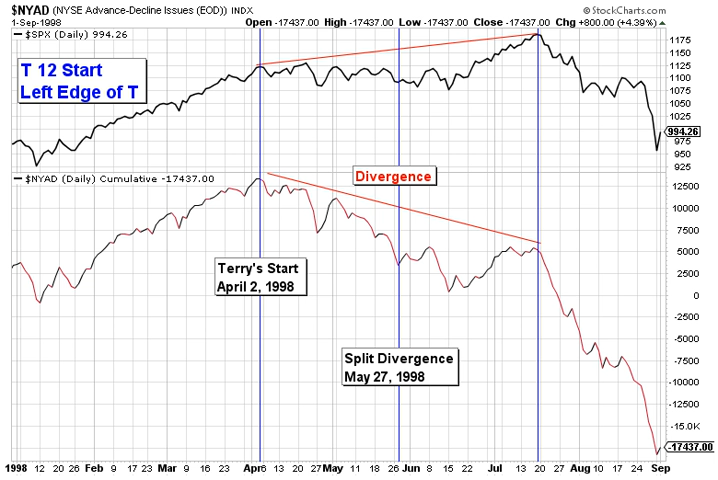 $NYAD (NYSE Advance-Decline Issues (EOD)) INDX © StockCharts.com
1-Sep-1998 Open -17437.00 High -17437.00 Low -17437.00 Close -17437.00 Chg +800.00 (+4.39%)
$SPX (Daily) 994.26
T 12 Start
Left Edge of T
1175
1150
1125
1100
1075
1050
1025
994.26
975
950
925
$NYAD (Daily) Cumulative -17437.00
Divergence
12500
10000
7500
5000
2500
0
-2500
-5000
-7500
-10000
-15.0K
-17437.00
Terry's Start
April 2, 1998
Split Divergence
May 27, 1998
1998 12 20 26 Feb 9 17 23 Mar 9 16 23 Apr6 13 20 27 May 11 18 26 Jun 8 15 22 Jul 13 20 27 Aug 10 17 24 Sep